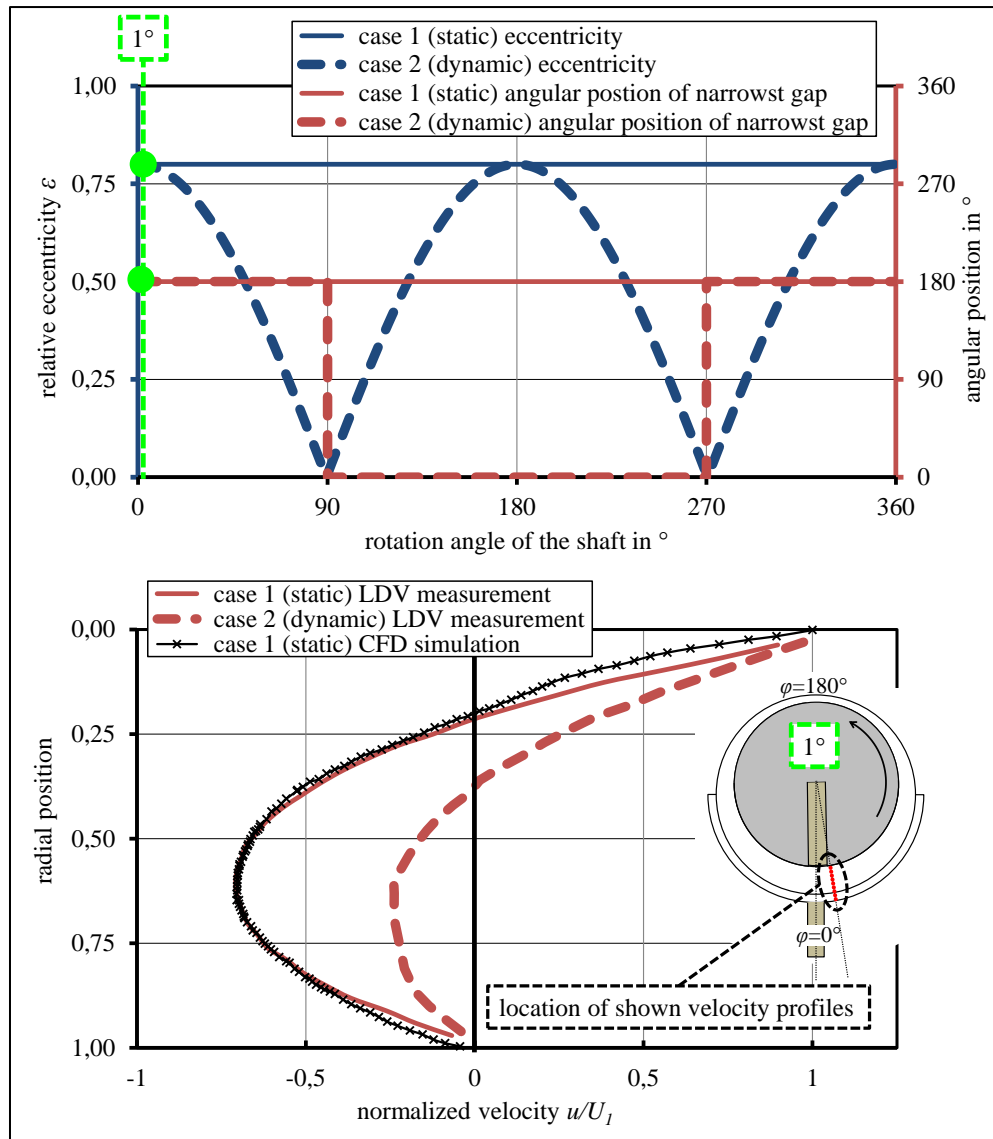 1°
case 1 (static) eccentricity
case 2 (dynamic) eccentricity
case 1 (static) angular postion of narrowst gap
case 2 (dynamic) angular position of narrowst gap
1,00
0,75
0,50
0,25
0,00
relative eccentricity ε
360
270
180
90
0
angular position in °
0
90
180
270
360
rotation angle of the shaft in °
case 1 (static) LDV measurement
case 2 (dynamic) LDV measurement
case 1 (static) CFD simulation
0,00
0,25
0,50
0,75
1,00
radial position
φ=180°
1°
φ=0°
location of shown velocity profiles
-1
-0,5
0
0,5
1
normalized velocity u/U1